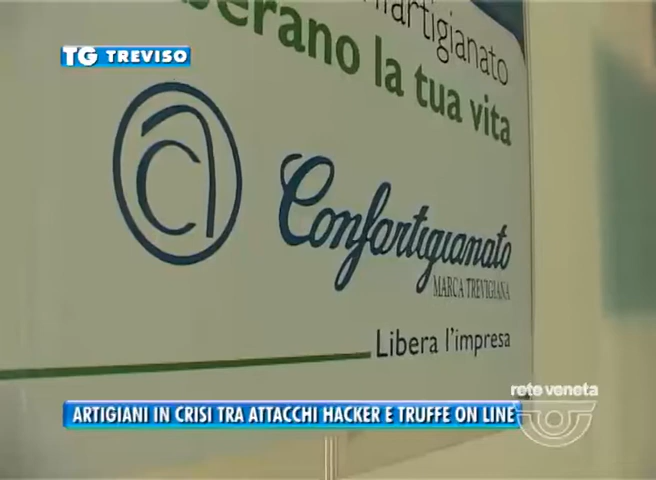 TG TREVISO
artigianato
berano la tua vita
Confartigianato
MARCA TREVIGIANA
Libera l'impresa
rete veneta
ARTIGIANI IN CRISI TRA ATTACCHI HACKER E TRUFFE ON LINE